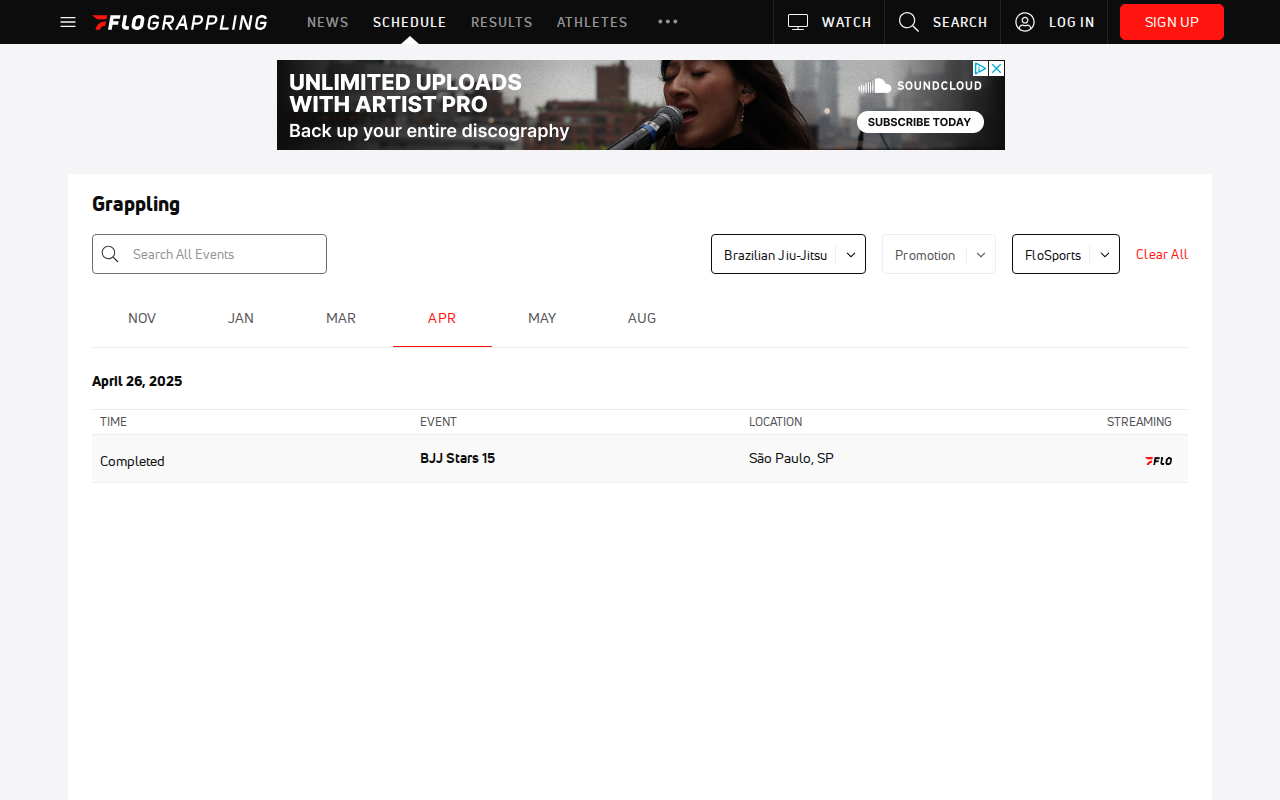 FLOGRAPPLING NEWS SCHEDULE RESULTS ATHLETES WATCH SEARCH LOG IN SIGN UP
UNLIMITED UPLOADS
WITH ARTIST PRO
Back up your entire discography
SOUNDCLOUD
SUBSCRIBE TODAY
Grappling
Search All Events Brazilian Jiu-Jitsu Promotion FloSports Clear All
NOV JAN MAR APR MAY AUG
April 26, 2025
TIME EVENT LOCATION STREAMING
Completed BJJ Stars 15 São Paulo, SP FLO